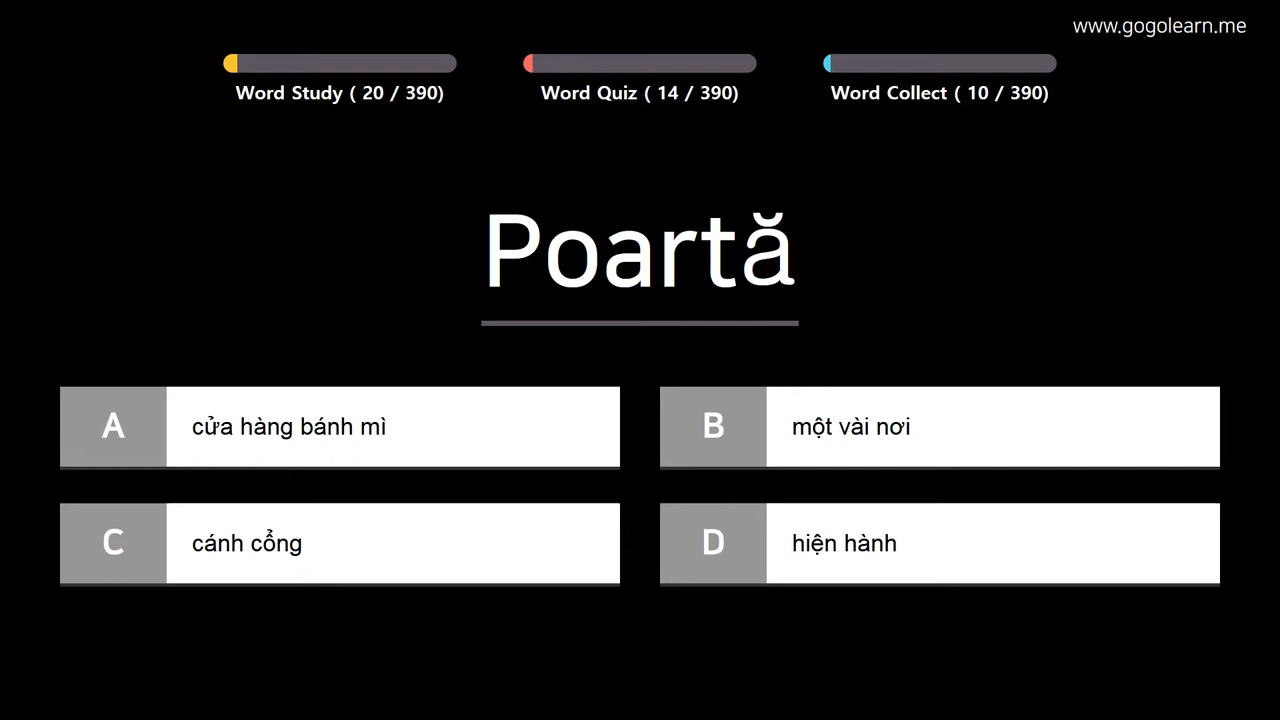 www.gogolearn.me
Word Study ( 20 / 390)
Word Quiz ( 14 / 390)
Word Collect ( 10 / 390)
Poartă
A cửa hàng bánh mì
B một vài nơi
C cánh cổng
D hiện hành